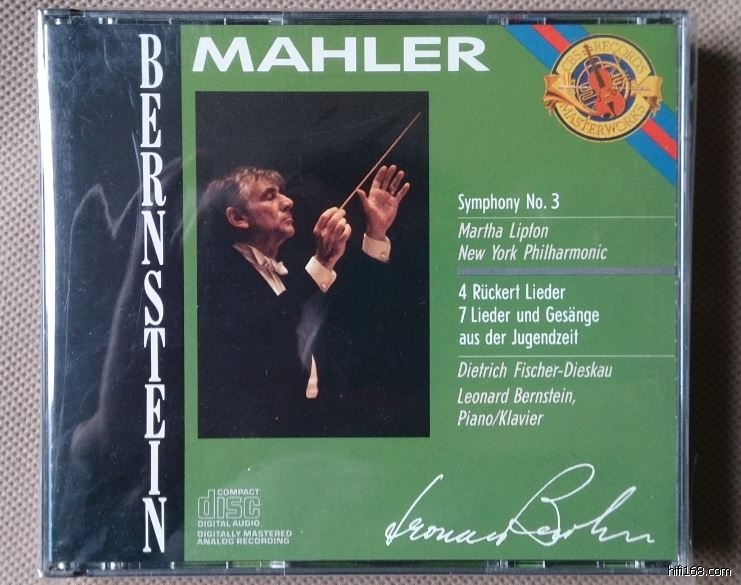 BERNSTEIN
MAHLER
CBS RECORDS
MASTERWORKS
Symphony No. 3
Martha Lipton
New York Philharmonic
4 Rückert Lieder
7 Lieder und Gesänge
aus der Jugendzeit
Dietrich Fischer-Dieskau
Leonard Bernstein,
Piano/Klavier
COMPACT
disc
DIGITAL AUDIO
DIGITALLY MASTERED
ANALOG RECORDING
Leonard Bernstein
hifi168.com